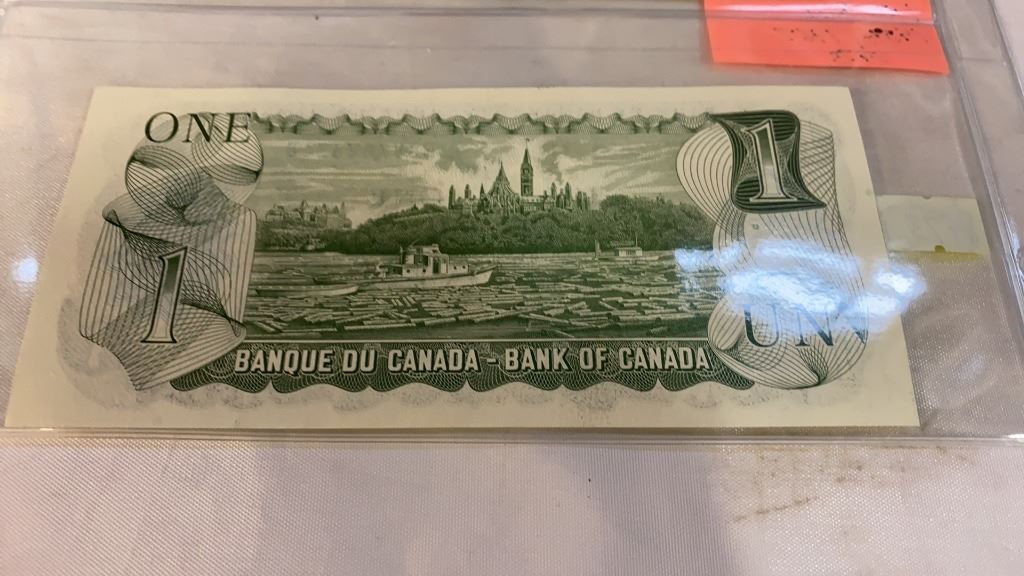 ONE
1
1
UN
BANQUE DU CANADA - BANK OF CANADA